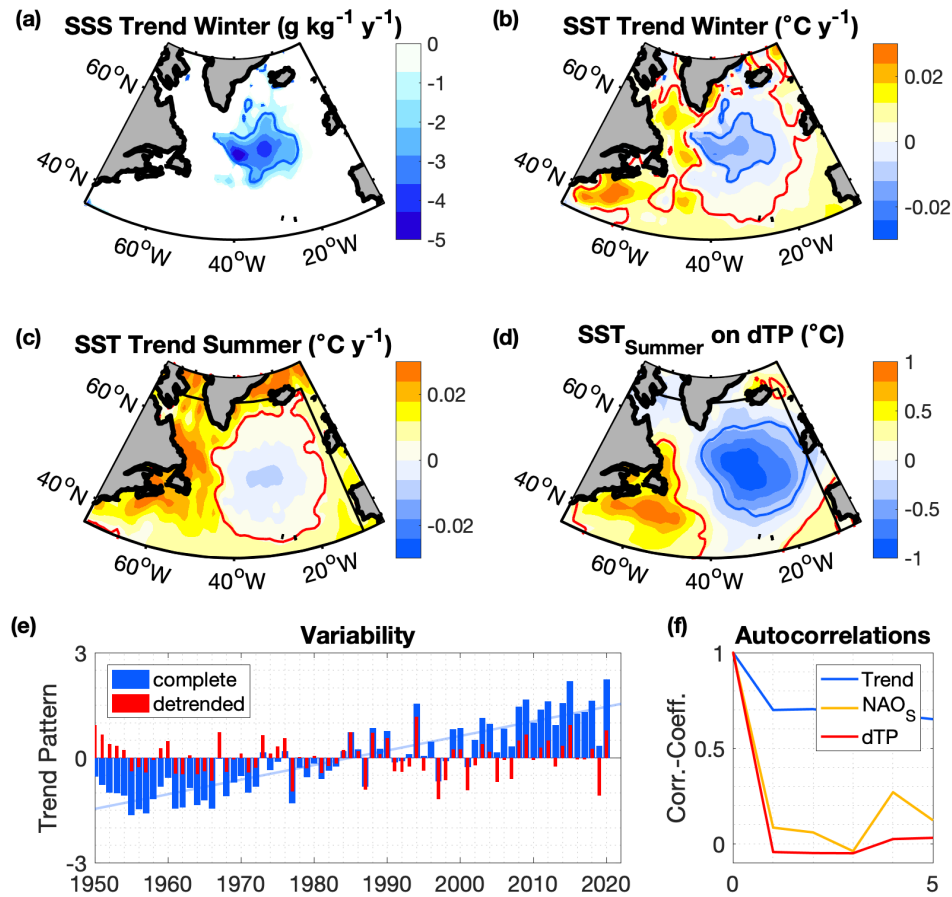 (a)
SSS Trend Winter (g kg⁻¹ y⁻¹)
60°N
40°N
60°W
40°W
20°W
0
-1
-2
-3
-4
-5
(b)
SST Trend Winter (°C y⁻¹)
60°N
40°N
60°W
40°W
20°W
0.02
0
-0.02
(c)
SST Trend Summer (°C y⁻¹)
60°N
40°N
60°W
40°W
20°W
0.02
0
-0.02
(d)
SST_Summer on dTP (°C)
60°N
40°N
60°W
40°W
20°W
1
0.5
0
-0.5
-1
(e)
Variability
Trend Pattern
3
0
-3
complete
detrended
1950 1960 1970 1980 1990 2000 2010 2020
(f)
Autocorrelations
Corr.-Coeff.
1
0.5
0
Trend
NAO_S
dTP
0 5